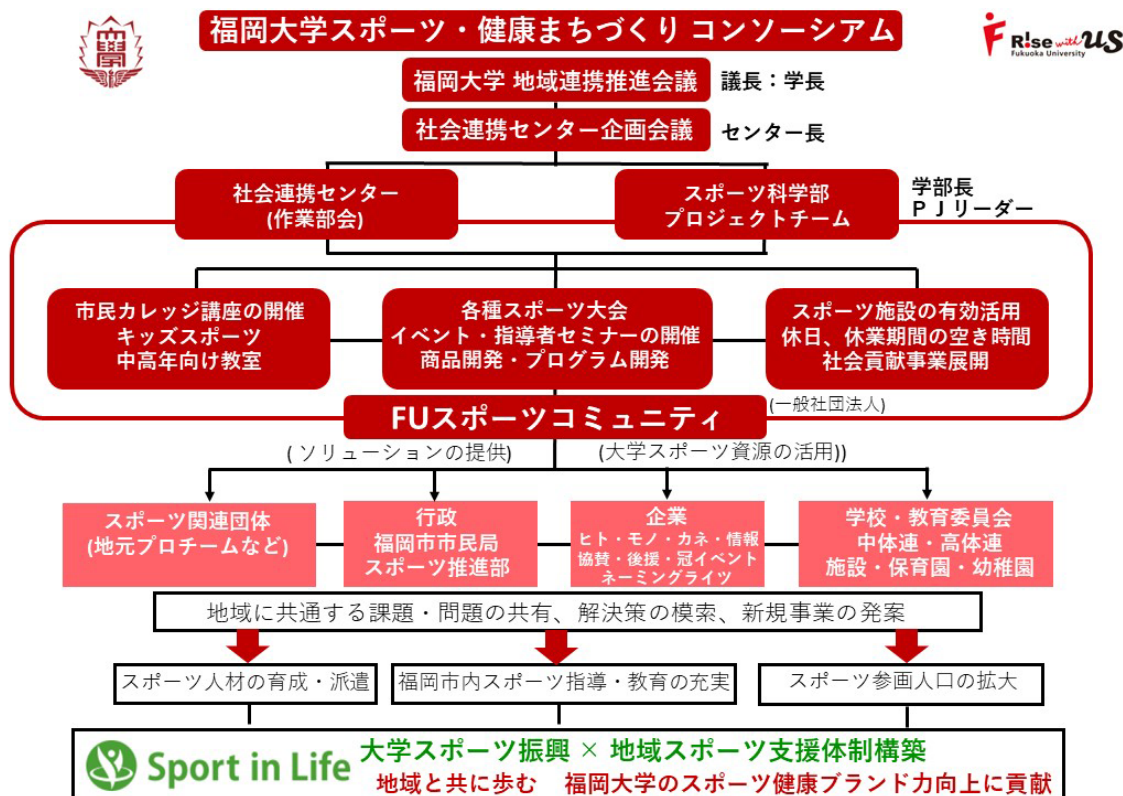 福岡大学スポーツ・健康まちづくり コンソーシアム
Rise with US
Fukuoka University
福岡大学 地域連携推進会議
議長：学長
社会連携センター企画会議
センター長
社会連携センター
(作業部会)
スポーツ科学部
プロジェクトチーム
学部長
ＰＪリーダー
市民カレッジ講座の開催
キッズスポーツ
中高年向け教室
各種スポーツ大会
イベント・指導者セミナーの開催
商品開発・プログラム開発
スポーツ施設の有効活用
休日、休業期間の空き時間
社会貢献事業展開
FUスポーツコミュニティ
(一般社団法人)
(ソリューションの提供)
(大学スポーツ資源の活用))
スポーツ関連団体
(地元プロチームなど)
行政
福岡市市民局
スポーツ推進部
企業
ヒト・モノ・カネ・情報
協賛・後援・冠イベント
ネーミングライツ
学校・教育委員会
中体連・高体連
施設・保育園・幼稚園
地域に共通する課題・問題の共有、解決策の模索、新規事業の発案
スポーツ人材の育成・派遣
福岡市内スポーツ指導・教育の充実
スポーツ参画人口の拡大
Sport in Life
大学スポーツ振興 × 地域スポーツ支援体制構築
地域と共に歩む 福岡大学のスポーツ健康ブランド力向上に貢献